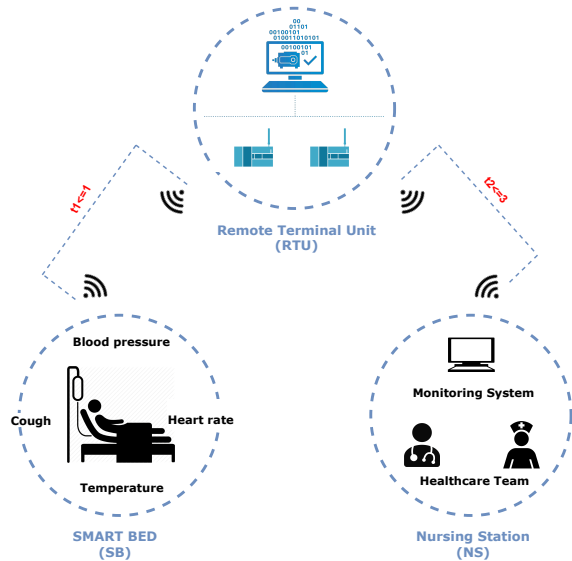 00
01101
00100101
010011010101
00100101
01
t1<=1
t2<=3
Remote Terminal Unit
(RTU)
Blood pressure
Cough
Heart rate
Temperature
SMART BED
(SB)
Monitoring System
Healthcare Team
Nursing Station
(NS)